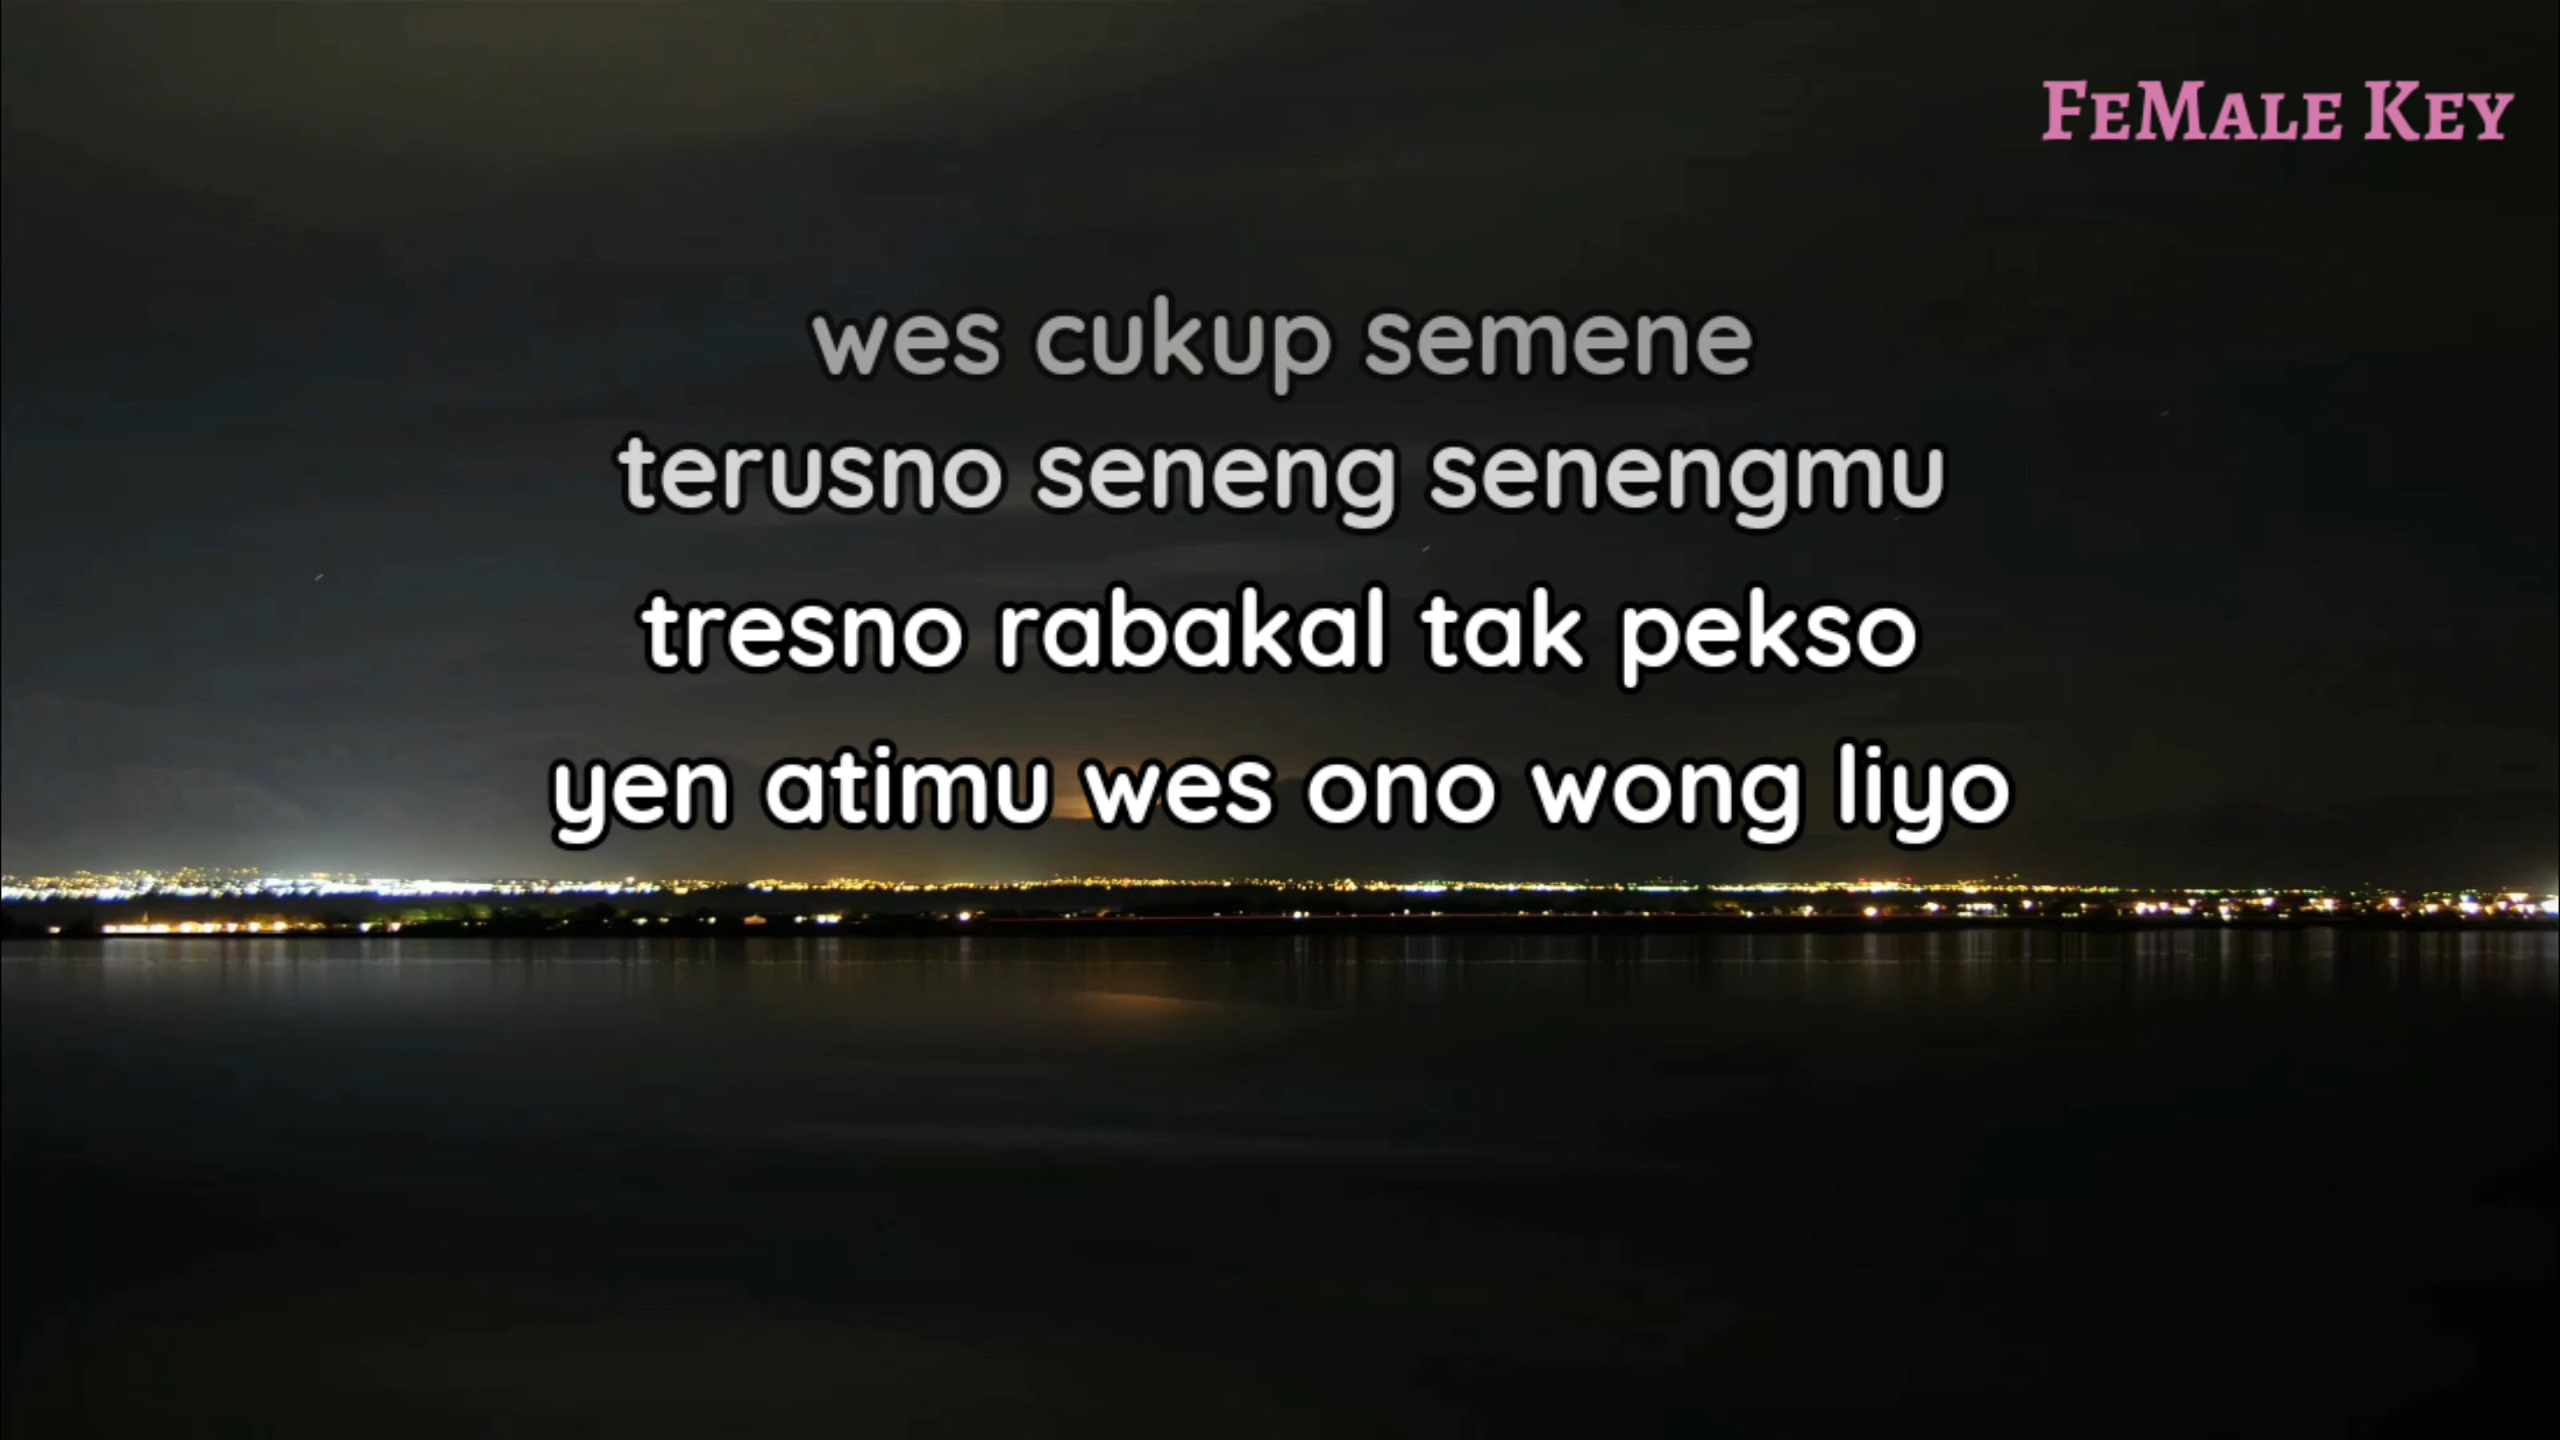 FeMale Key
wes cukup semene
terusno seneng senengmu
tresno rabakal tak pekso
yen atimu wes ono wong liyo